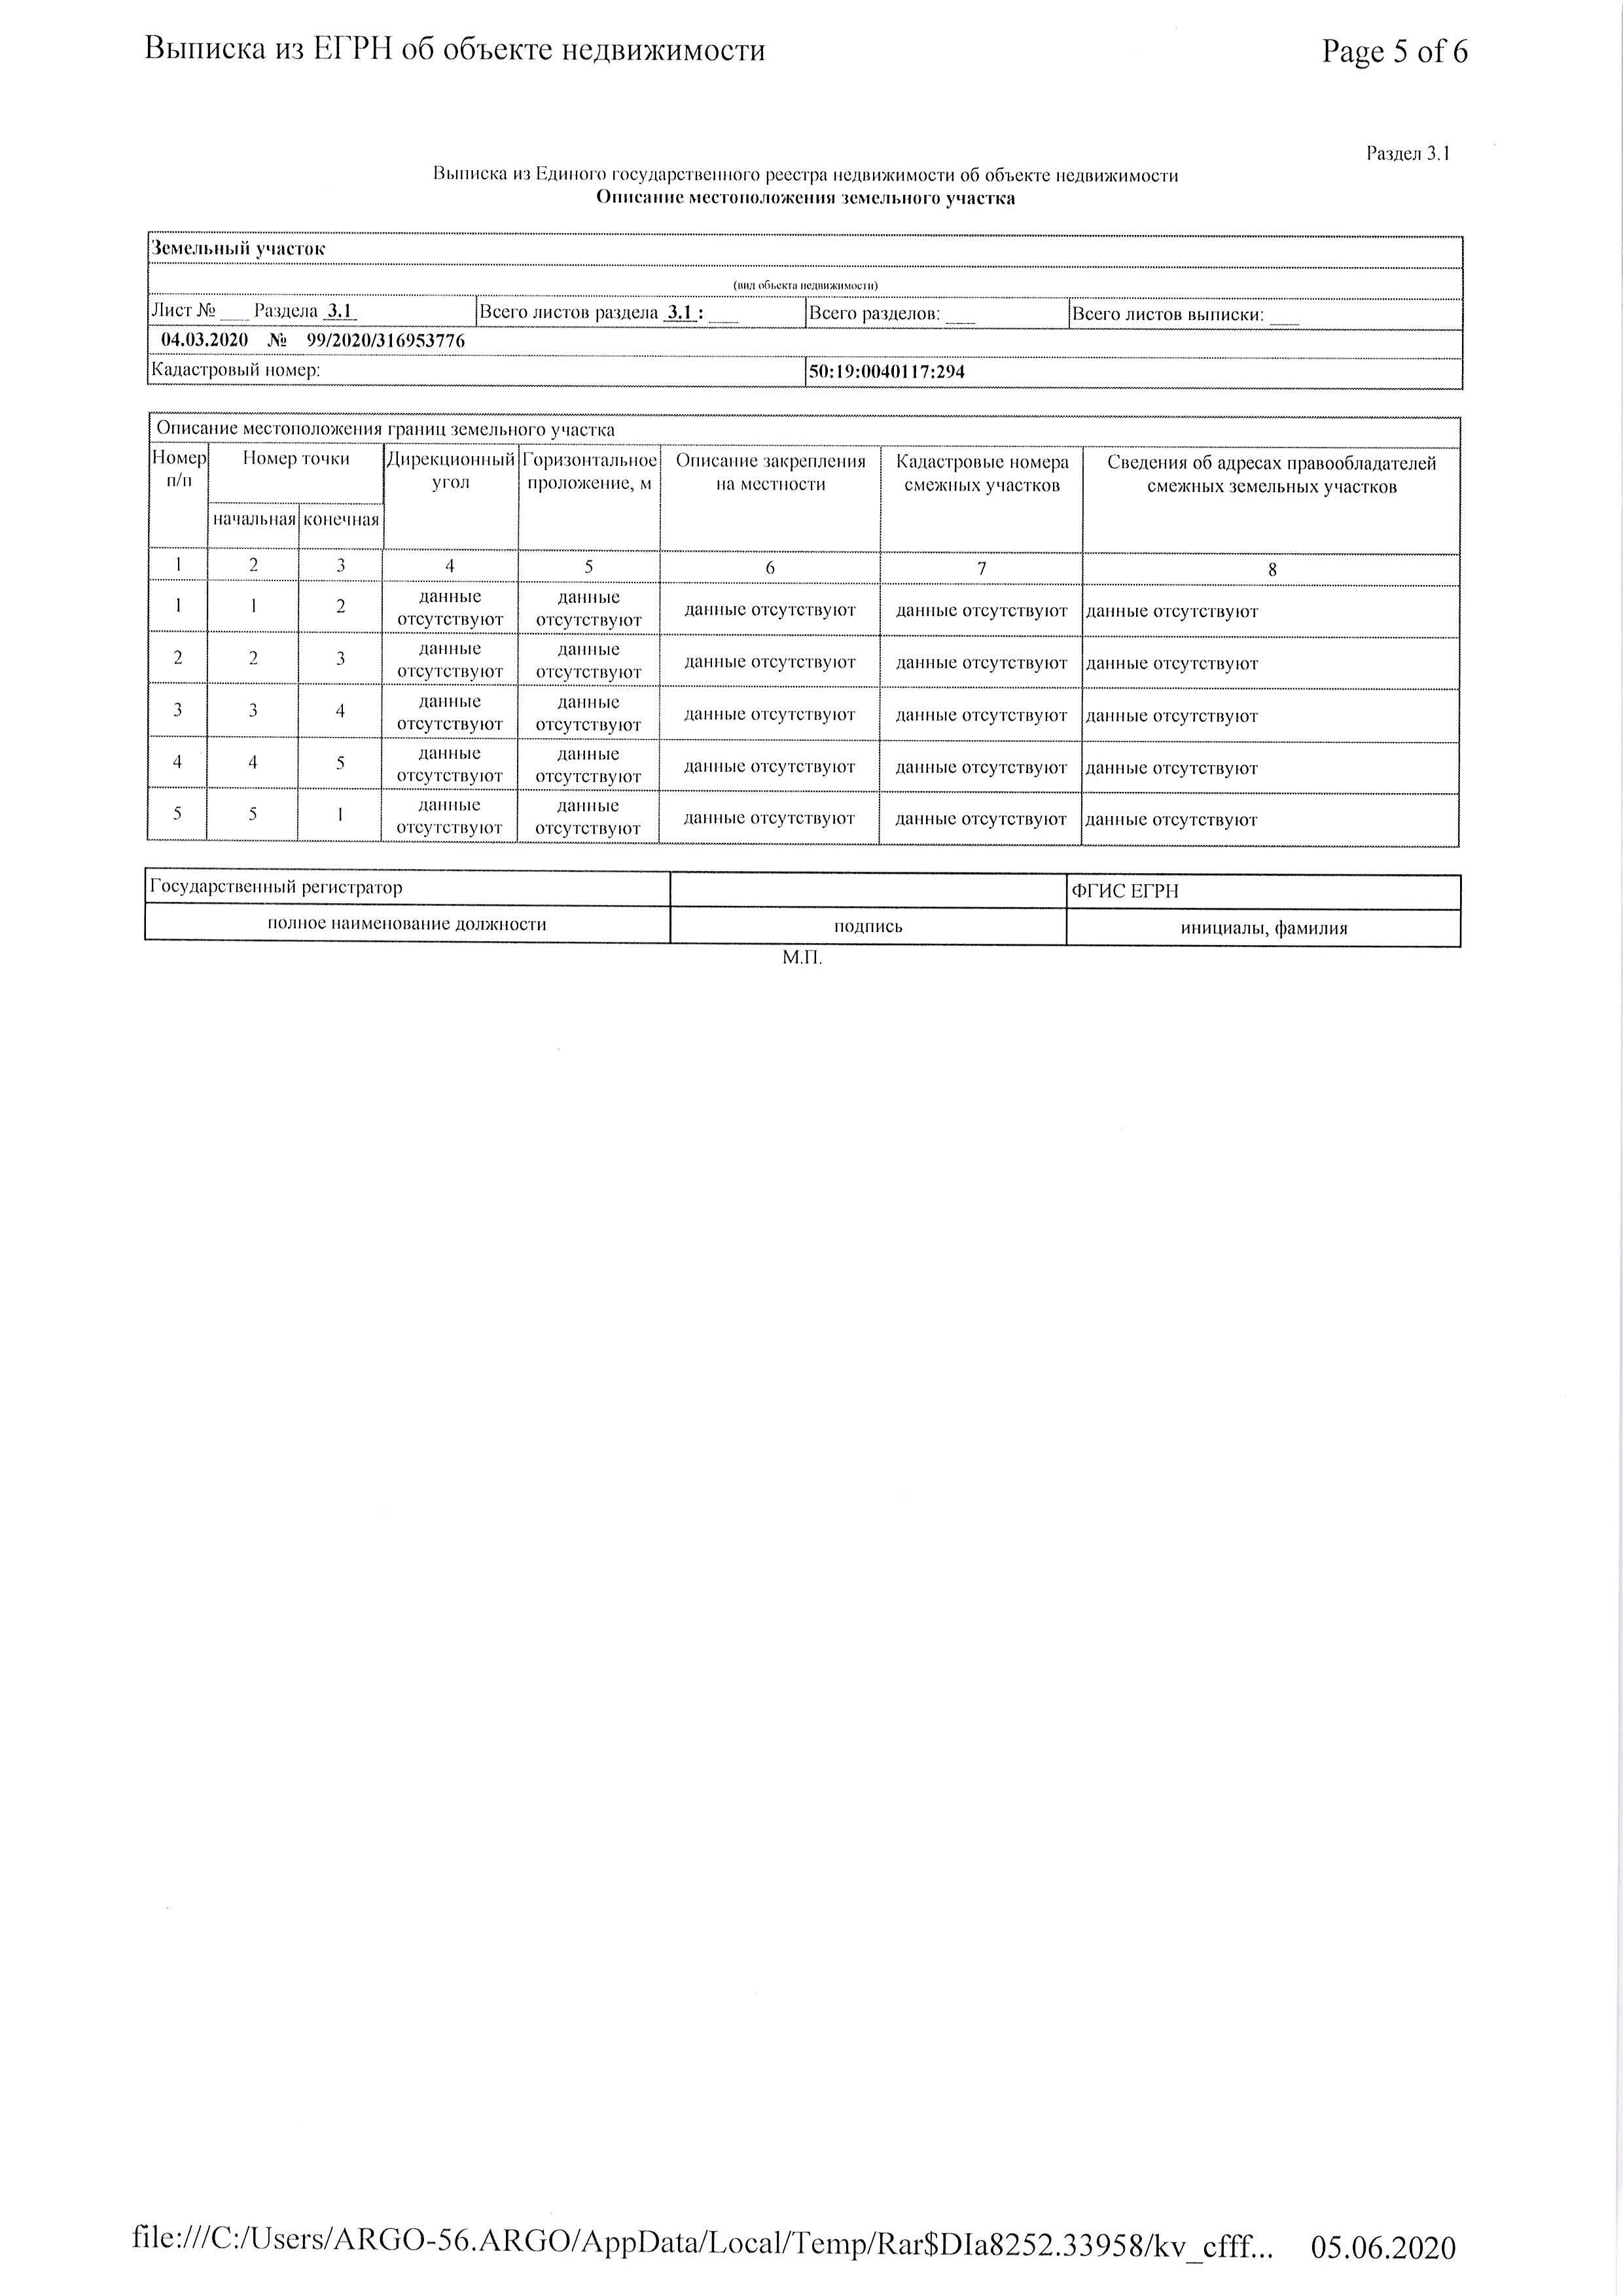 Выписка из ЕГРН об объекте недвижимости Page 5 of 6
Раздел 3.1
Выписка из Единого государственного реестра недвижимости об объекте недвижимости
Описание местоположения земельного участка
Земельный участок
(вид объекта недвижимости)
Лист № ___ Раздела 3.1 Всего листов раздела 3.1 : ___ Всего разделов: ___ Всего листов выписки: ___
04.03.2020 № 99/2020/316953776
Кадастровый номер: 50:19:0040117:294
Описание местоположения границ земельного участка
Номер п/п Номер точки Дирекционный угол Горизонтальное проложение, м Описание закрепления на местности Кадастровые номера смежных участков Сведения об адресах правообладателей смежных земельных участков
начальная конечная
1 2 3 4 5 6 7 8
1 1 2 данные отсутствуют данные отсутствуют данные отсутствуют данные отсутствуют данные отсутствуют
2 2 3 данные отсутствуют данные отсутствуют данные отсутствуют данные отсутствуют данные отсутствуют
3 3 4 данные отсутствуют данные отсутствуют данные отсутствуют данные отсутствуют данные отсутствуют
4 4 5 данные отсутствуют данные отсутствуют данные отсутствуют данные отсутствуют данные отсутствуют
5 5 1 данные отсутствуют данные отсутствуют данные отсутствуют данные отсутствуют данные отсутствуют
Государственный регистратор ФГИС ЕГРН
полное наименование должности подпись инициалы, фамилия
М.П.
file:///C:/Users/ARGO-56.ARGO/AppData/Local/Temp/Rar$DIa8252.33958/kv_cfff... 05.06.2020